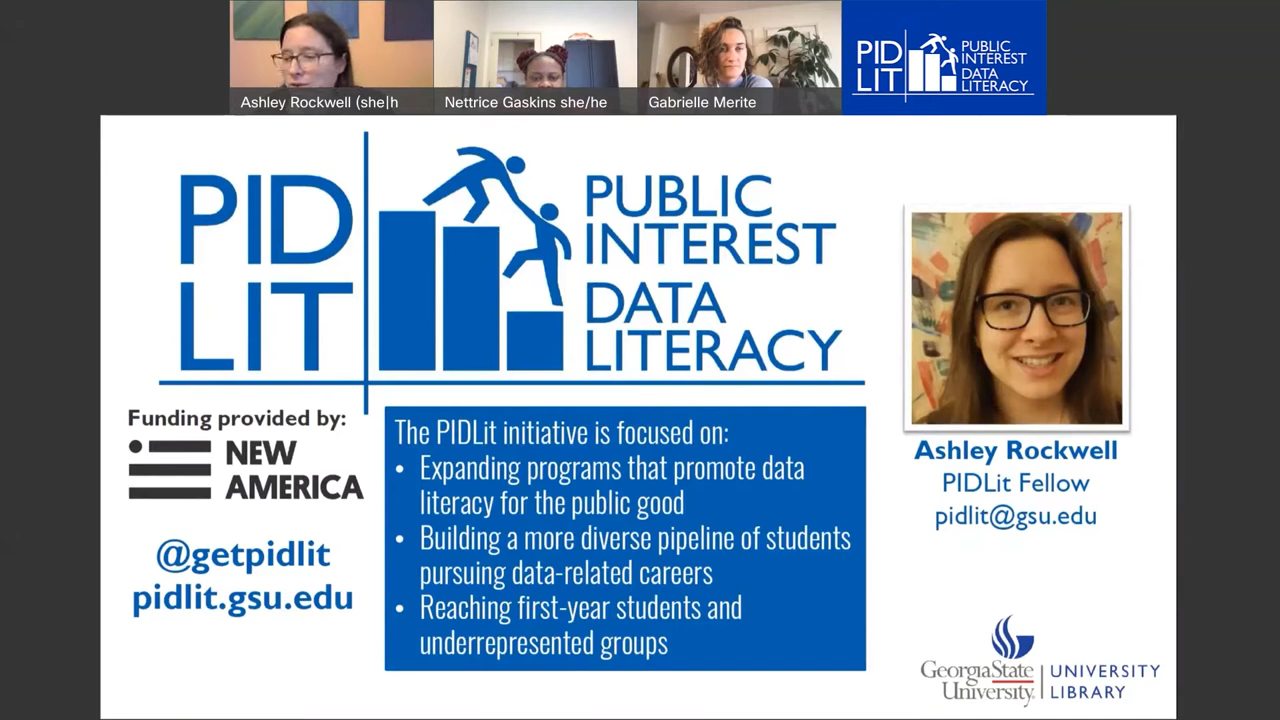 Ashley Rockwell (she|h
Nettrice Gaskins she/he
Gabrielle Merite
PID
LIT
PUBLIC
INTEREST
DATA
LITERACY
PID
LIT
PUBLIC
INTEREST
DATA
LITERACY
Funding provided by:
NEW
AMERICA
@getpidlit
pidlit.gsu.edu
The PIDLit initiative is focused on:
• Expanding programs that promote data
literacy for the public good
• Building a more diverse pipeline of students
pursuing data-related careers
• Reaching first-year students and
underrepresented groups
Ashley Rockwell
PIDLit Fellow
pidlit@gsu.edu
GeorgiaState
University
UNIVERSITY
LIBRARY